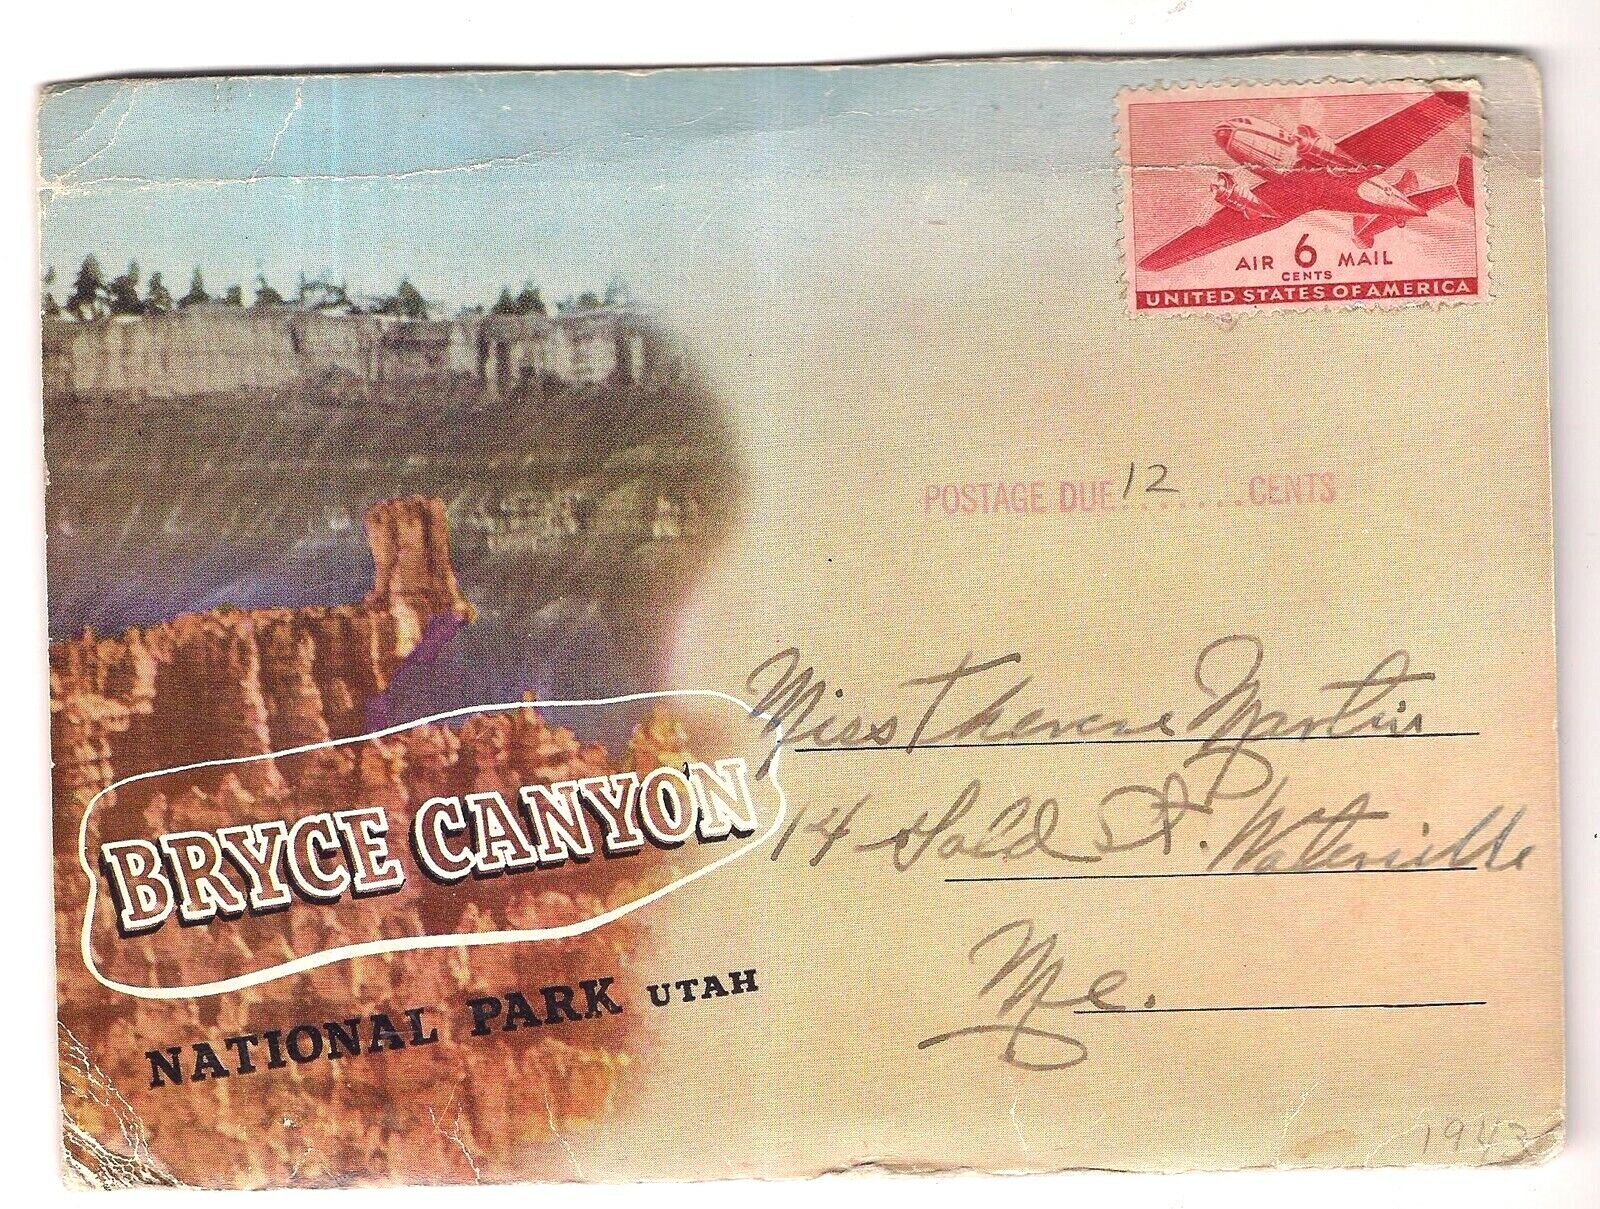 AIR 6 MAIL
CENTS
UNITED STATES OF AMERICA
POSTAGE DUE 12 ....... CENTS
Miss Therese Martin
14 Gold St. Waterville
Me.
BRYCE CANYON
NATIONAL PARK UTAH